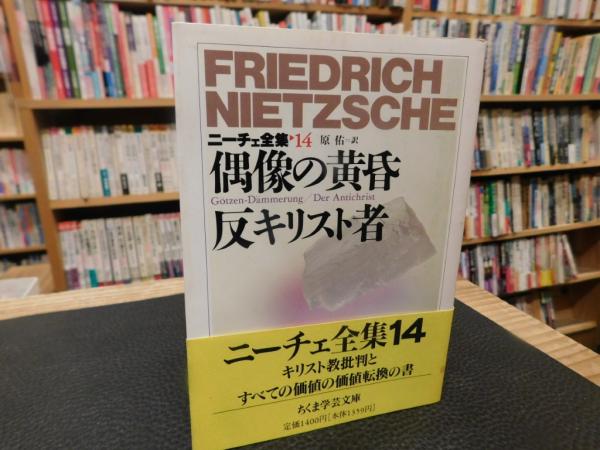 FRIEDRICH
NIETZSCHE
ニーチェ全集 14 原 佑=訳
偶像の黄昏
Götzen-Dämmerung / Der Antichrist
反キリスト者
ニーチェ全集14
キリスト教批判と
すべての価値の価値転換の書
ちくま学芸文庫
定価1400円[本体1359円]